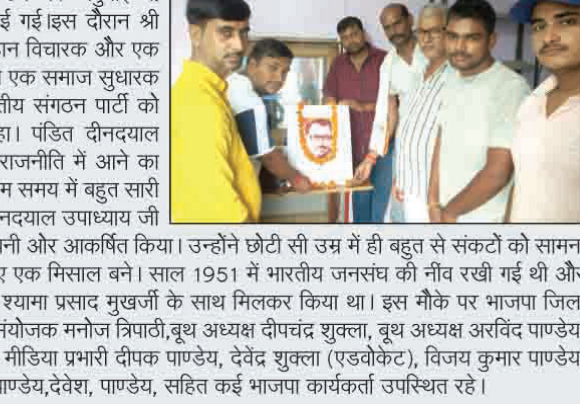 ई गई।इस दौरान श्री
विचारक और एक
एक समाज सुधारक
तीय संगठन पार्टी को
हा। पंडित दीनदयाल
राजनीति में आने का
म समय में बहुत सारी
नदयाल उपाध्याय जी
नी ओर आकर्षित किया। उन्होंने छोटी सी उम्र में ही बहुत से संकटों को सामन
ए एक मिसाल बने। साल 1951 में भारतीय जनसंघ की नींव रखी गई थी और
श्यामा प्रसाद मुखर्जी के साथ मिलकर किया था। इस मौके पर भाजपा जिल
संयोजक मनोज त्रिपाठी,बूथ अध्यक्ष दीपचंद्र शुक्ला, बूथ अध्यक्ष अरविंद पाण्डेय
मीडिया प्रभारी दीपक पाण्डेय, देवेंद्र शुक्ला (एडवोकेट), विजय कुमार पाण्डेय
पाण्डेय,देवेश, पाण्डेय, सहित कई भाजपा कार्यकर्ता उपस्थित रहे।